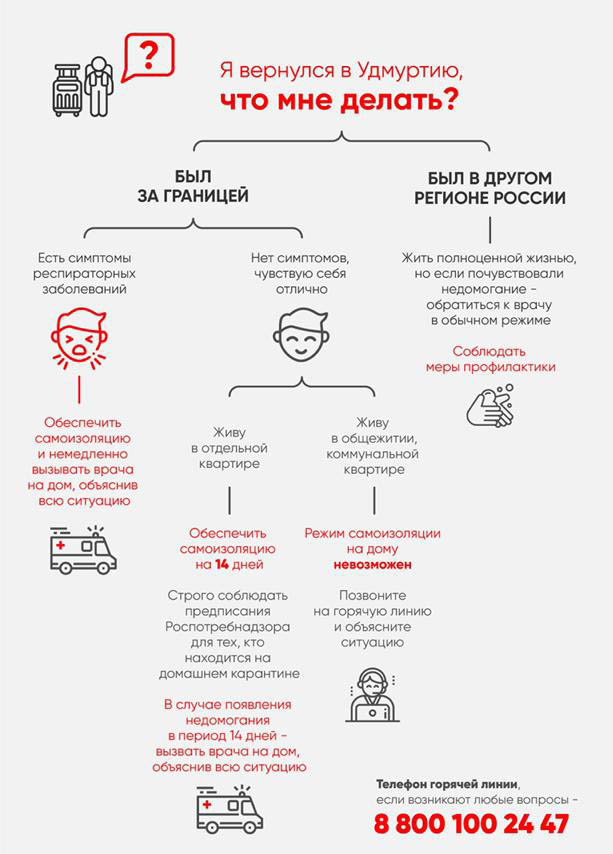 ?
Я вернулся в Удмуртию,
что мне делать?
БЫЛ
ЗА ГРАНИЦЕЙ
БЫЛ В ДРУГОМ
РЕГИОНЕ РОССИИ
Есть симптомы
респираторных
заболеваний
Нет симптомов,
чувствую себя
отлично
Жить полноценной жизнью,
но если почувствовали
недомогание -
обратиться к врачу
в обычном режиме
Соблюдать
меры профилактики
Обеспечить
самоизоляцию
и немедленно
вызывать врача
на дом, объяснив
всю ситуацию
Живу
в отдельной
квартире
Живу
в общежитии,
коммунальной
квартире
Обеспечить
самоизоляцию
на 14 дней
Строго соблюдать
предписания
Роспотребнадзора
для тех, кто
находится на
домашнем карантине
В случае появления
недомогания
в период 14 дней -
вызвать врача на дом,
объяснив всю ситуацию
Режим самоизоляции
на дому
невозможен
Позвоните
на горячую линию
и объясните
ситуацию
Телефон горячей линии,
если возникают любые вопросы -
8 800 100 24 47